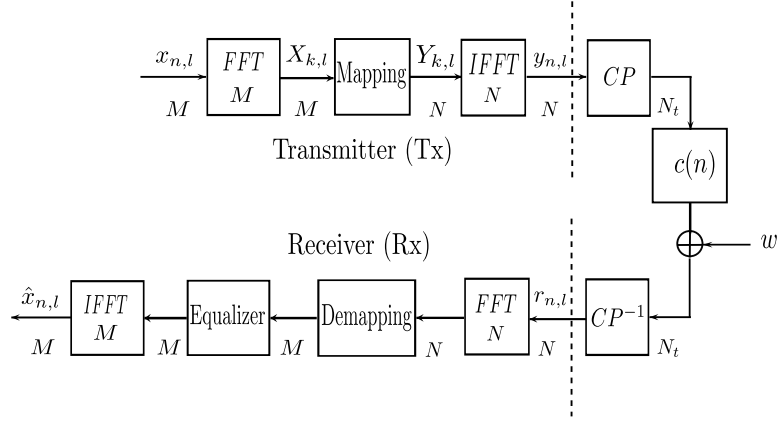 x_{n,l} FFT X_{k,l} Mapping Y_{k,l} IFFT y_{n,l} CP
M M M N N N N_t
Transmitter (Tx)
c(n)
w
Receiver (Rx)
x̂_{n,l} IFFT Equalizer Demapping FFT r_{n,l} CP^{-1}
M M M M N N N N_t